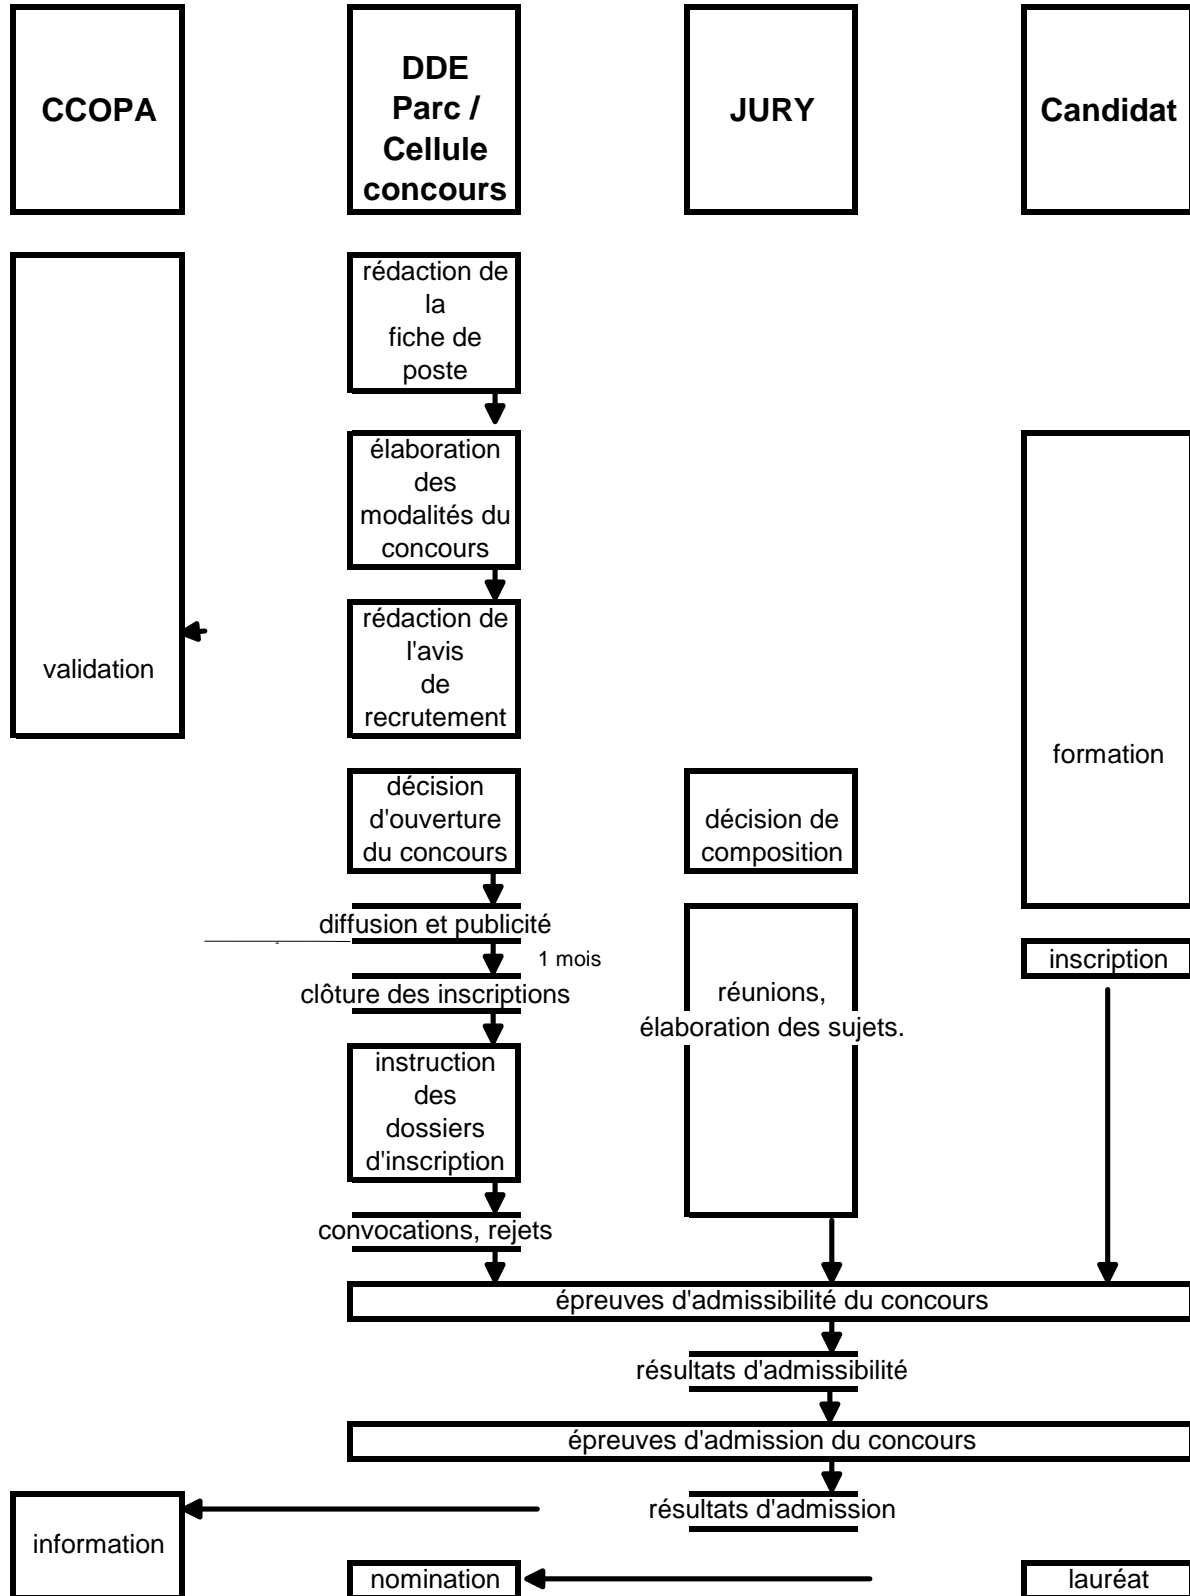 CCOPA
DDE
Parc /
Cellule
concours
JURY
Candidat
rédaction de
la
fiche de
poste
élaboration
des
modalités du
concours
rédaction de
l'avis
de
recrutement
validation
formation
décision
d'ouverture
du concours
décision de
composition
diffusion et publicité
1 mois
inscription
clôture des inscriptions
réunions,
élaboration des sujets.
instruction
des
dossiers
d'inscription
convocations, rejets
épreuves d'admissibilité du concours
résultats d'admissibilité
épreuves d'admission du concours
résultats d'admission
information
nomination
lauréat